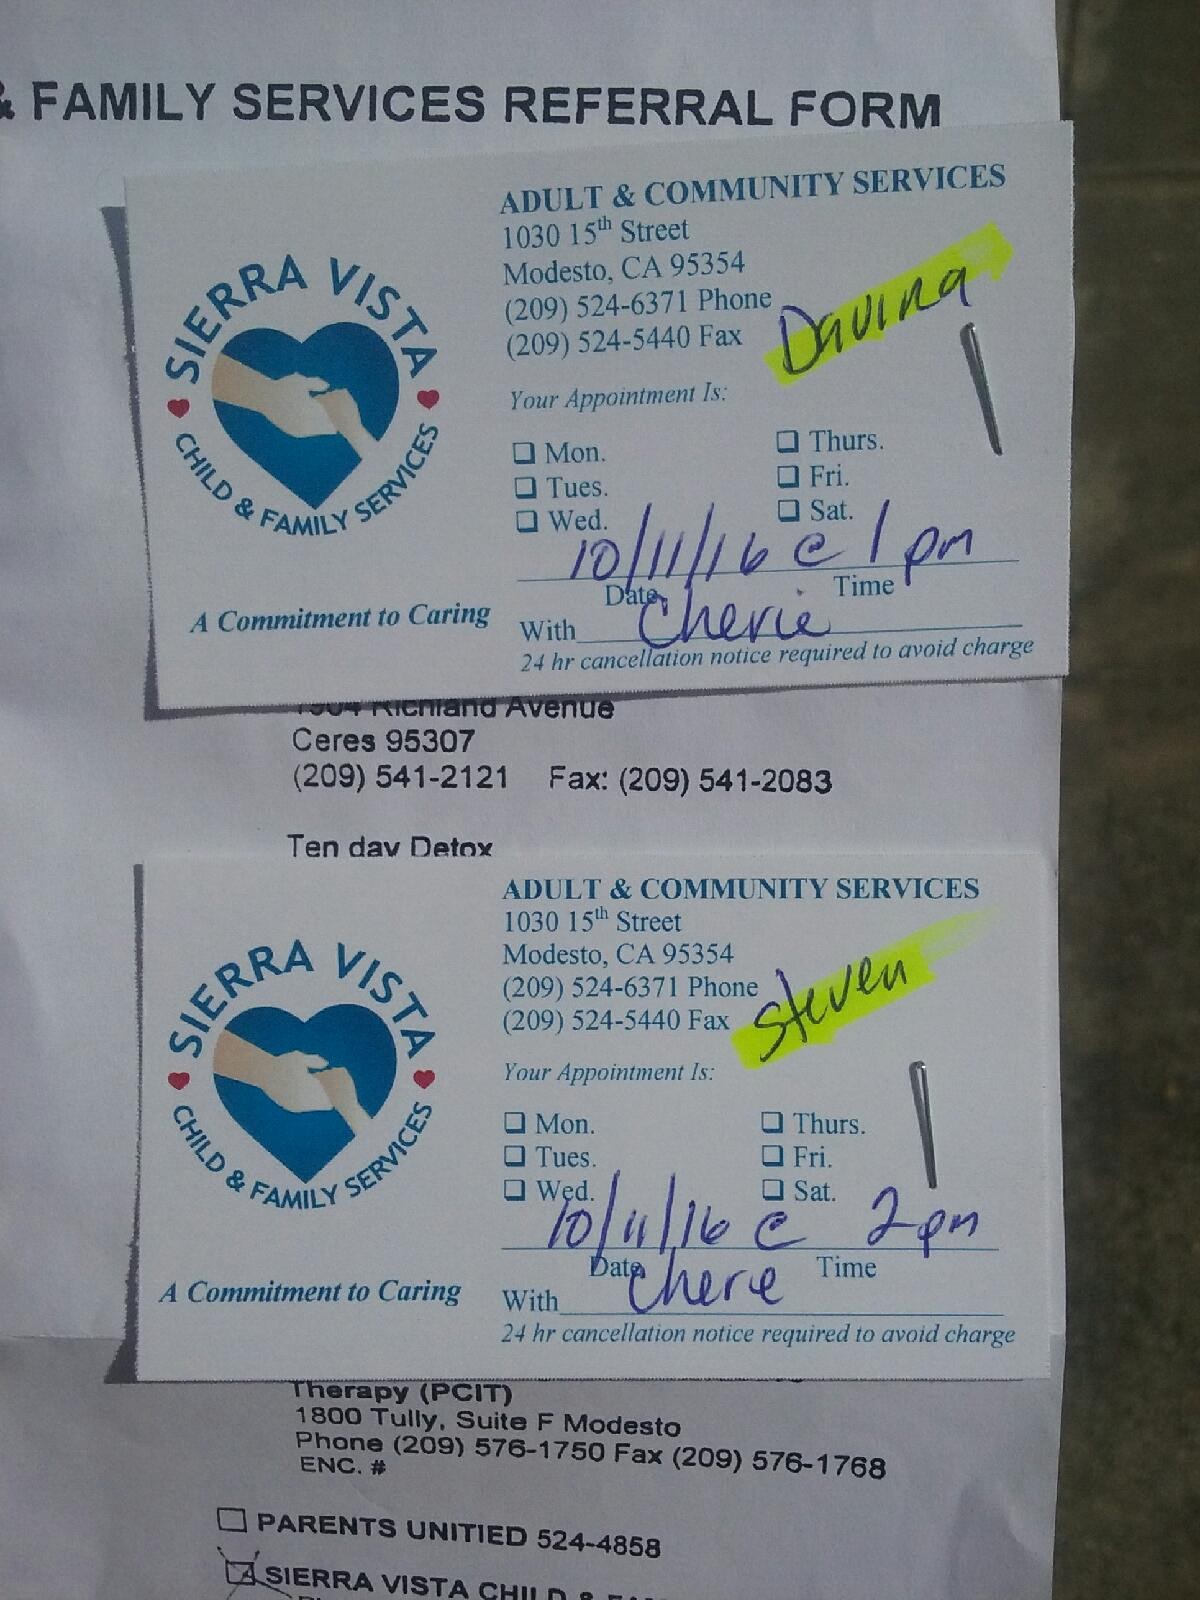 & FAMILY SERVICES REFERRAL FORM
SIERRA VISTA
CHILD & FAMILY SERVICES
A Commitment to Caring
ADULT & COMMUNITY SERVICES
1030 15th Street
Modesto, CA 95354
(209) 524-6371 Phone
(209) 524-5440 Fax
Davina
Your Appointment Is:
❑ Mon. ❑ Thurs.
❑ Tues. ❑ Fri.
❑ Wed. ❑ Sat.
10/11/16 @ 1 pm
Date Time
With Cherie
24 hr cancellation notice required to avoid charge
1904 Richland Avenue
Ceres 95307
(209) 541-2121 Fax: (209) 541-2083
Ten day Detox
SIERRA VISTA
CHILD & FAMILY SERVICES
A Commitment to Caring
ADULT & COMMUNITY SERVICES
1030 15th Street
Modesto, CA 95354
(209) 524-6371 Phone
(209) 524-5440 Fax
Steven
Your Appointment Is:
❑ Mon. ❑ Thurs.
❑ Tues. ❑ Fri.
❑ Wed. ❑ Sat.
10/11/16 @ 2 pm
Date Time
With Cherie
24 hr cancellation notice required to avoid charge
Therapy (PCIT)
1800 Tully, Suite F Modesto
Phone (209) 576-1750 Fax (209) 576-1768
ENC. #
PARENTS UNITIED 524-4858
SIERRA VISTA CHILD &